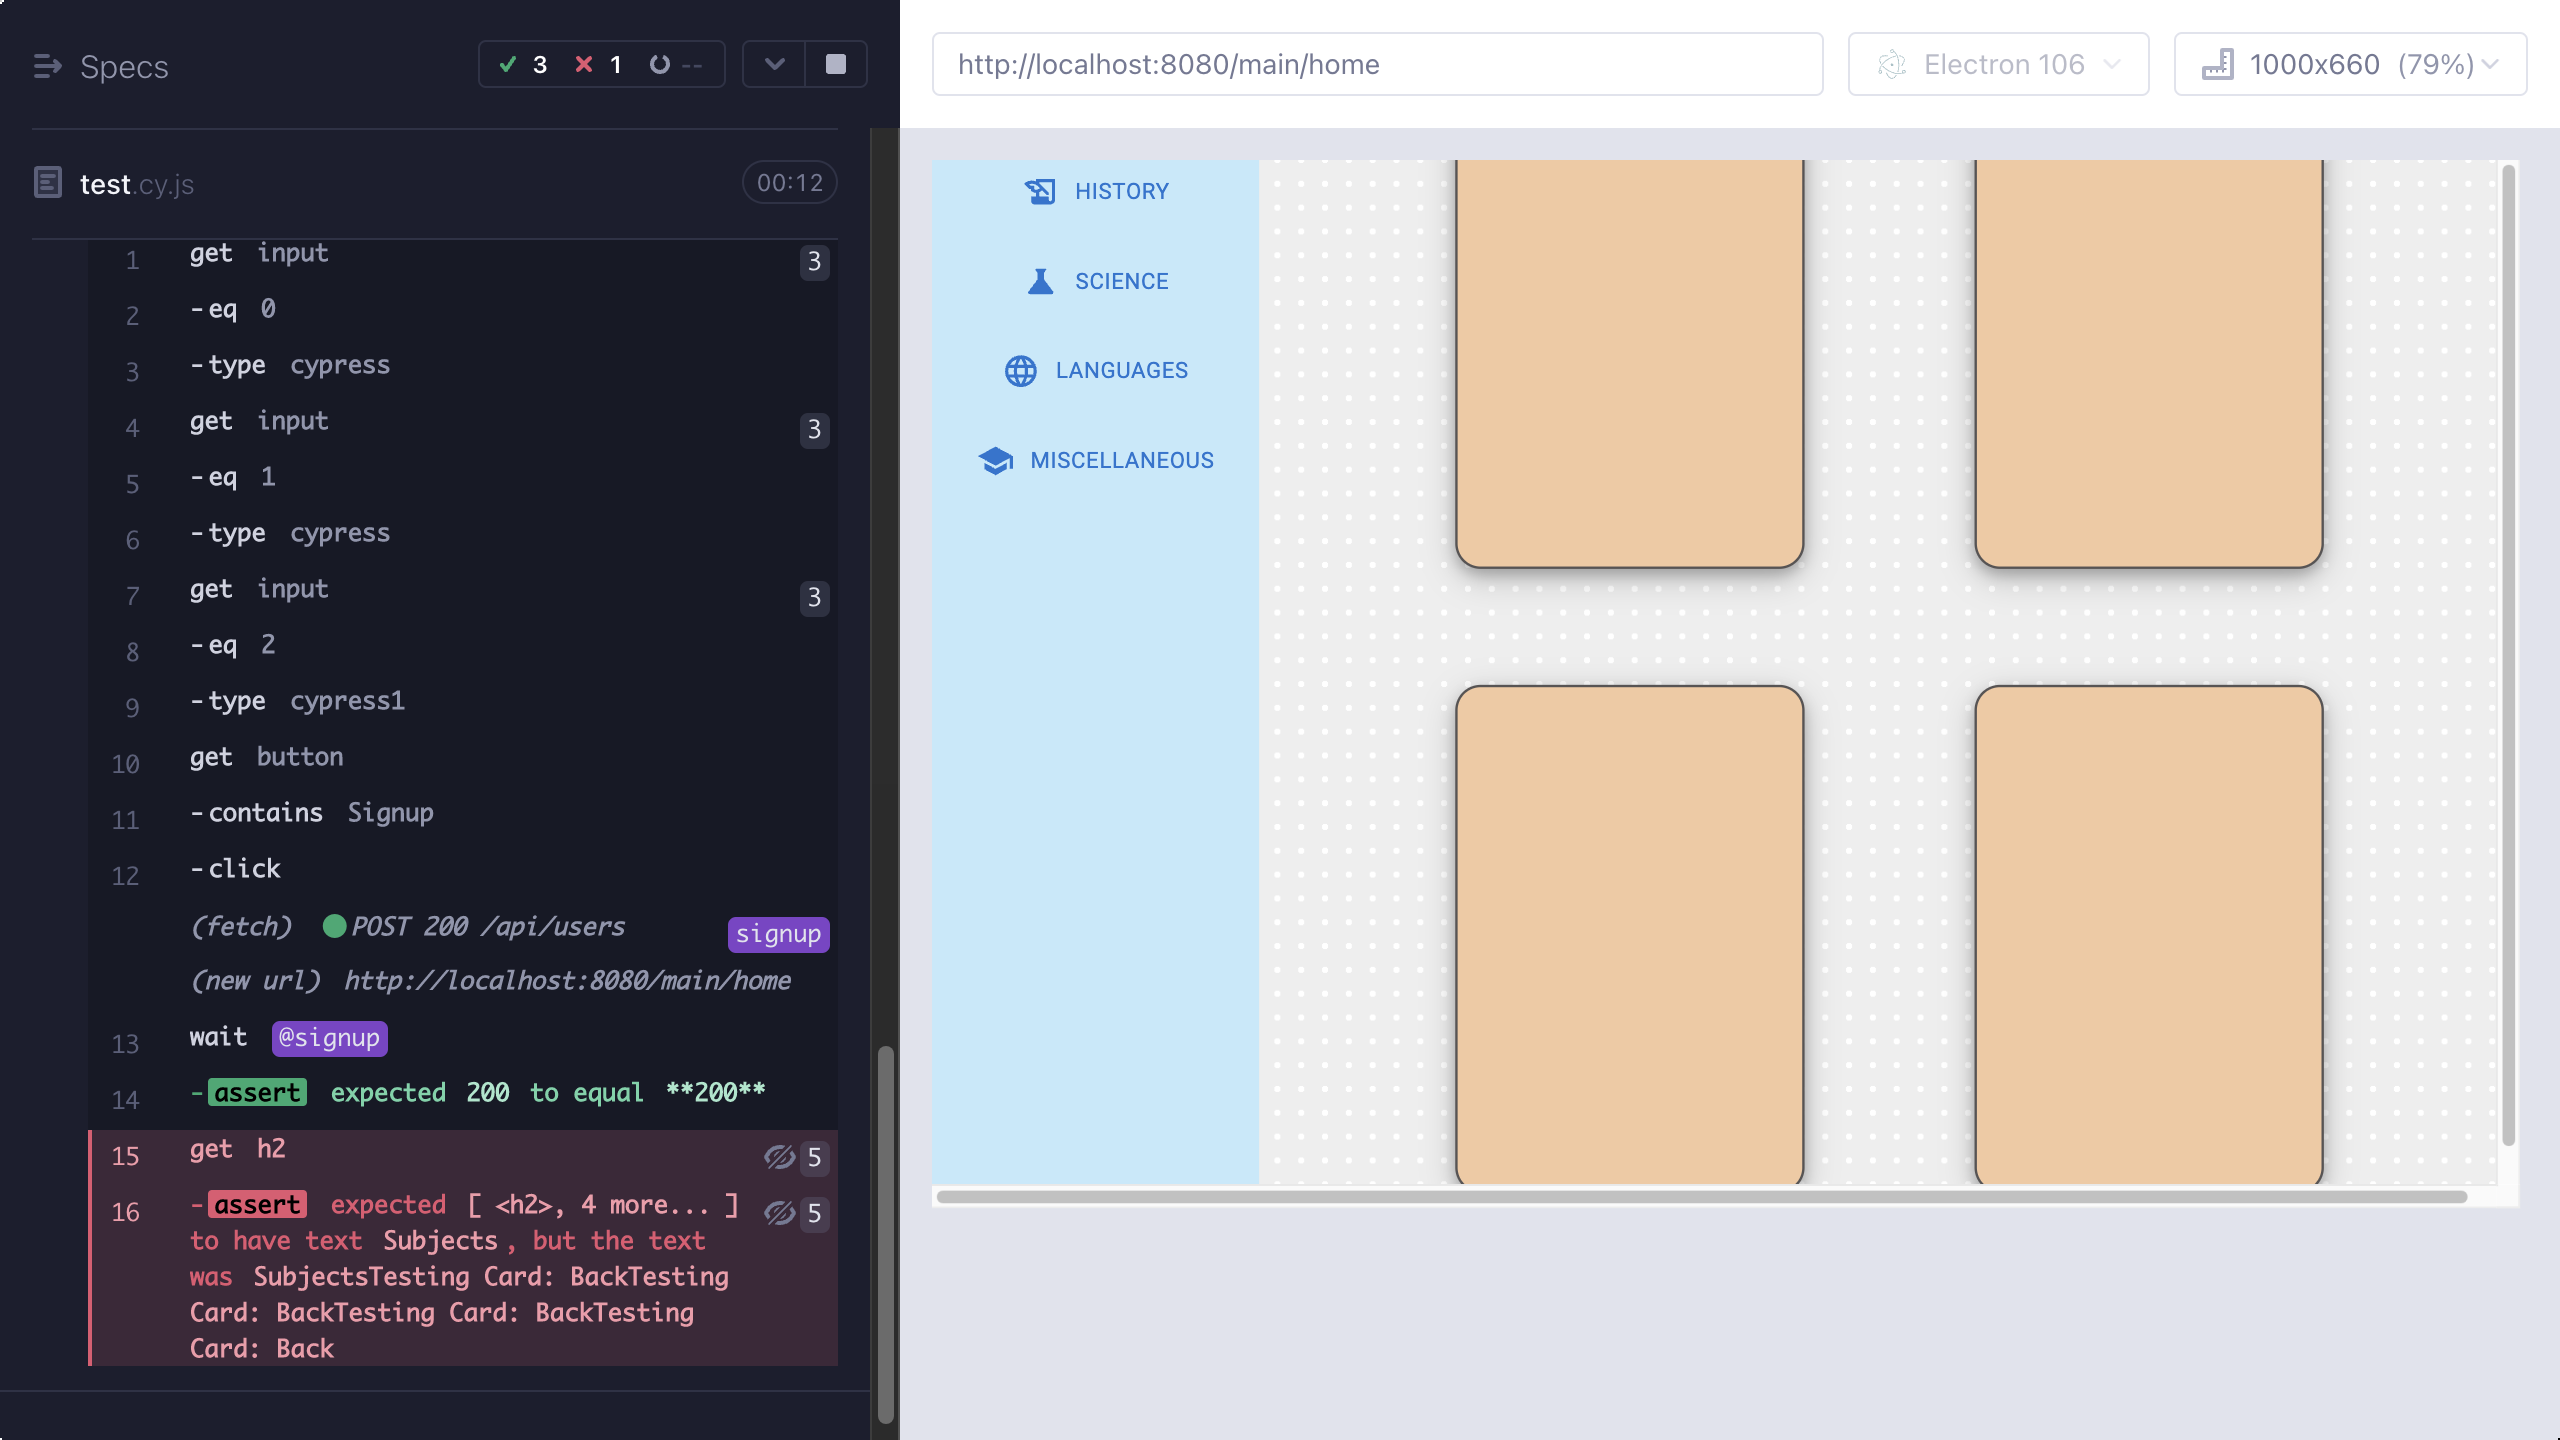 Specs
3 1 --
test.cy.js 00:12
1 get input 3
2 -eq 0
3 -type cypress
4 get input 3
5 -eq 1
6 -type cypress
7 get input 3
8 -eq 2
9 -type cypress1
10 get button
11 -contains Signup
12 -click
(fetch) POST 200 /api/users signup
(new url) http://localhost:8080/main/home
13 wait @signup
14 -assert expected 200 to equal **200**
15 get h2 5
16 -assert expected [ <h2>, 4 more... ] 5
to have text Subjects, but the text
was SubjectsTesting Card: BackTesting
Card: BackTesting Card: BackTesting
Card: Back
http://localhost:8080/main/home
Electron 106
1000x660 (79%)
HISTORY
SCIENCE
LANGUAGES
MISCELLANEOUS